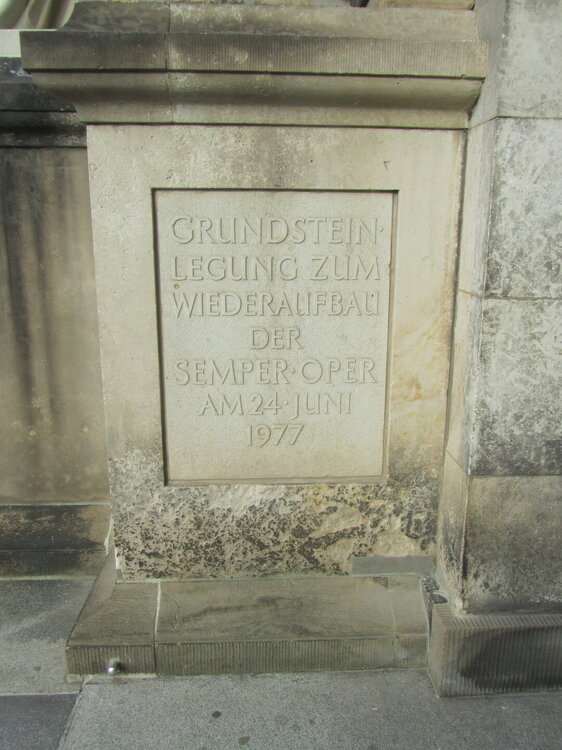 GRUNDSTEIN·
LEGUNG ZUM
WIEDERAUFBAU
DER
SEMPER·OPER
AM 24·JUNI
1977